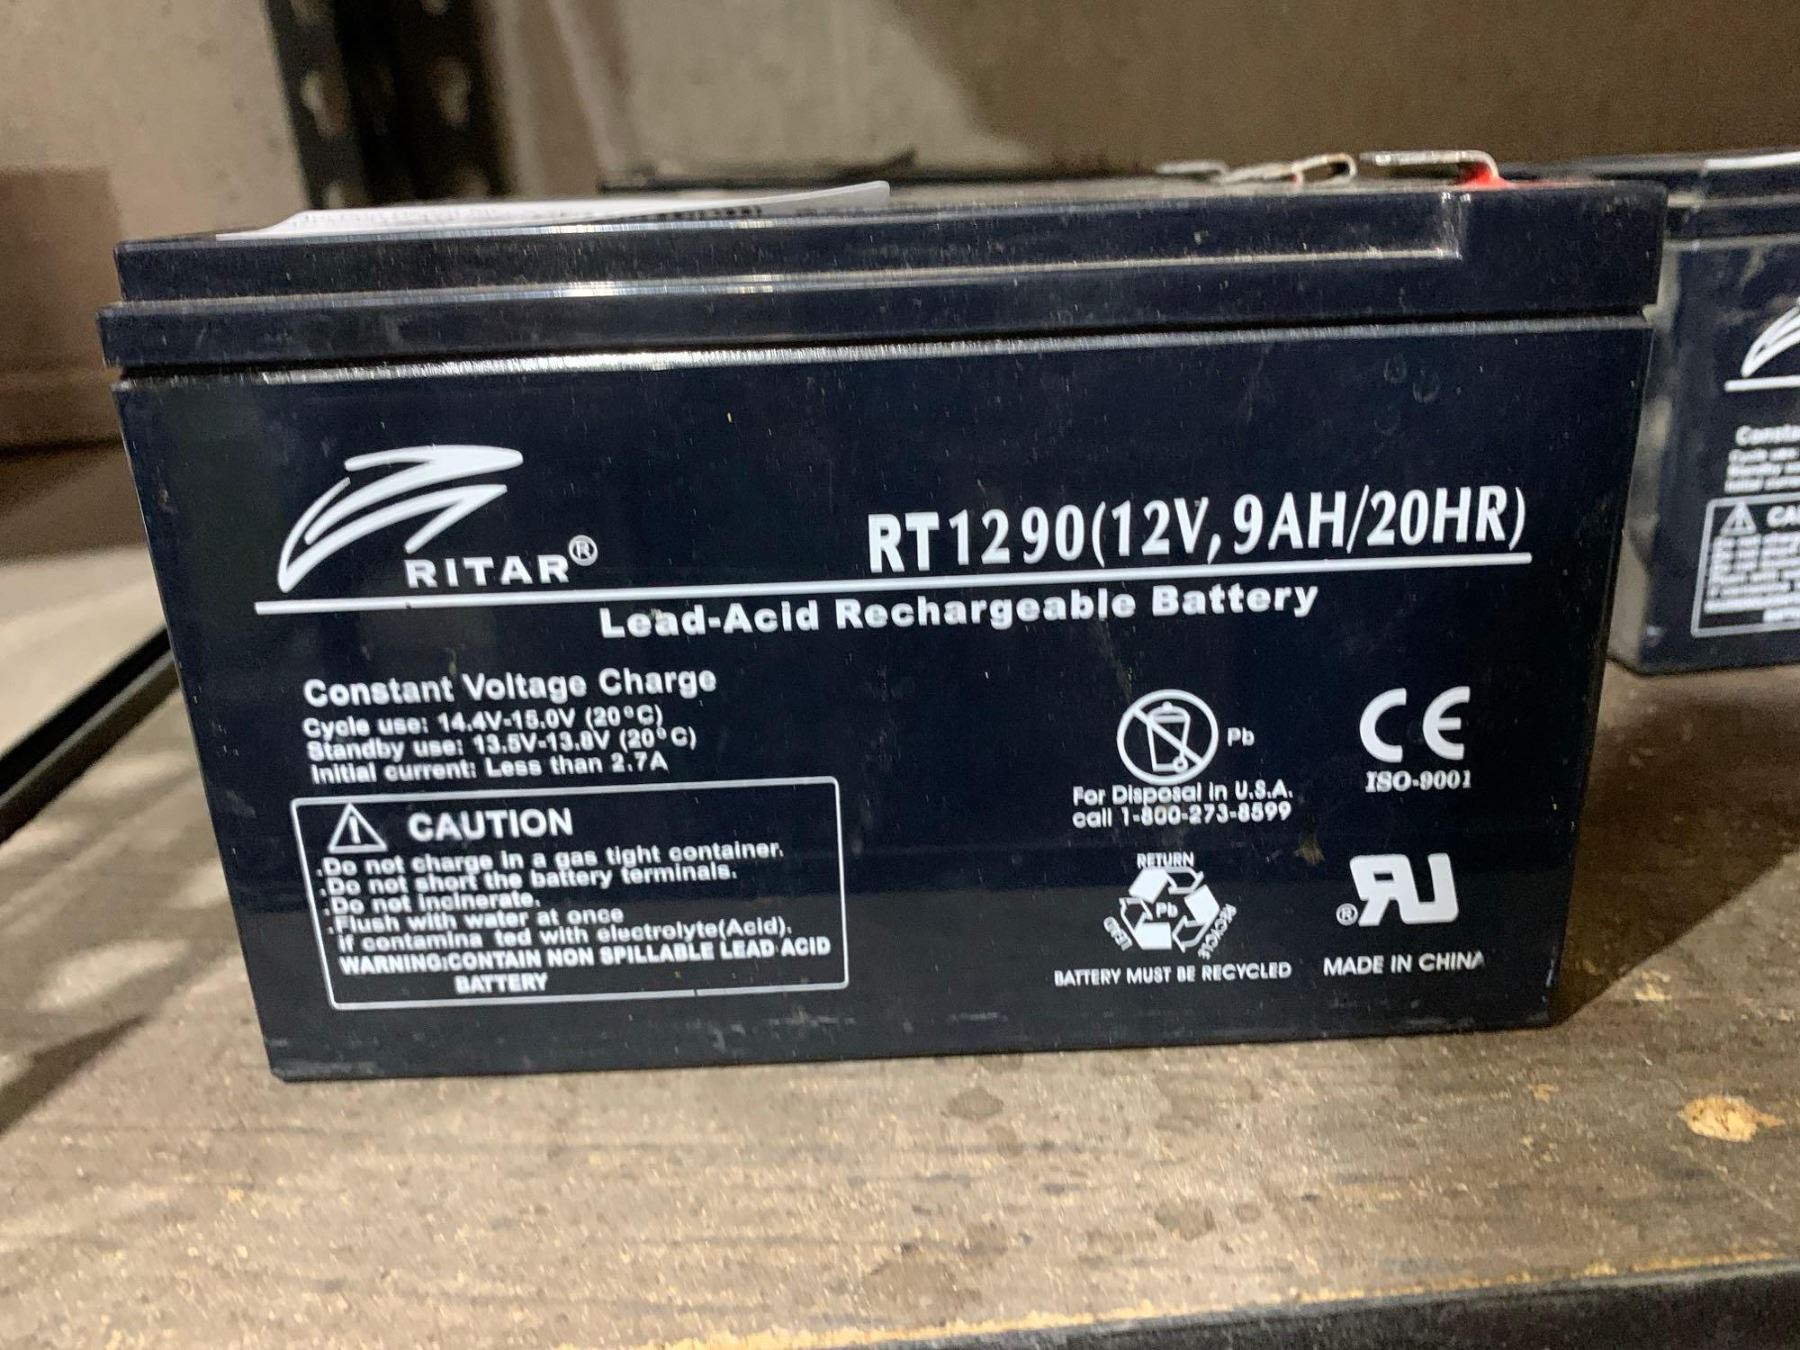 RITAR®
RT1290(12V,9AH/20HR)
Lead-Acid Rechargeable Battery
Constant Voltage Charge
Cycle use: 14.4V-15.0V (20°C)
Standby use: 13.5V-13.8V (20°C)
Initial current: Less than 2.7A
CAUTION
.Do not charge in a gas tight container.
.Do not short the battery terminals.
.Do not incinerate.
.Flush with water at once
if contamina ted with electrolyte(Acid).
WARNING:CONTAIN NON SPILLABLE LEAD ACID
BATTERY
Pb
For Disposal in U.S.A.
call 1-800-273-8599
CE
ISO-9001
RETURN
Pb
LEAD
RECYCLE
BATTERY MUST BE RECYCLED
®
MADE IN CHINA